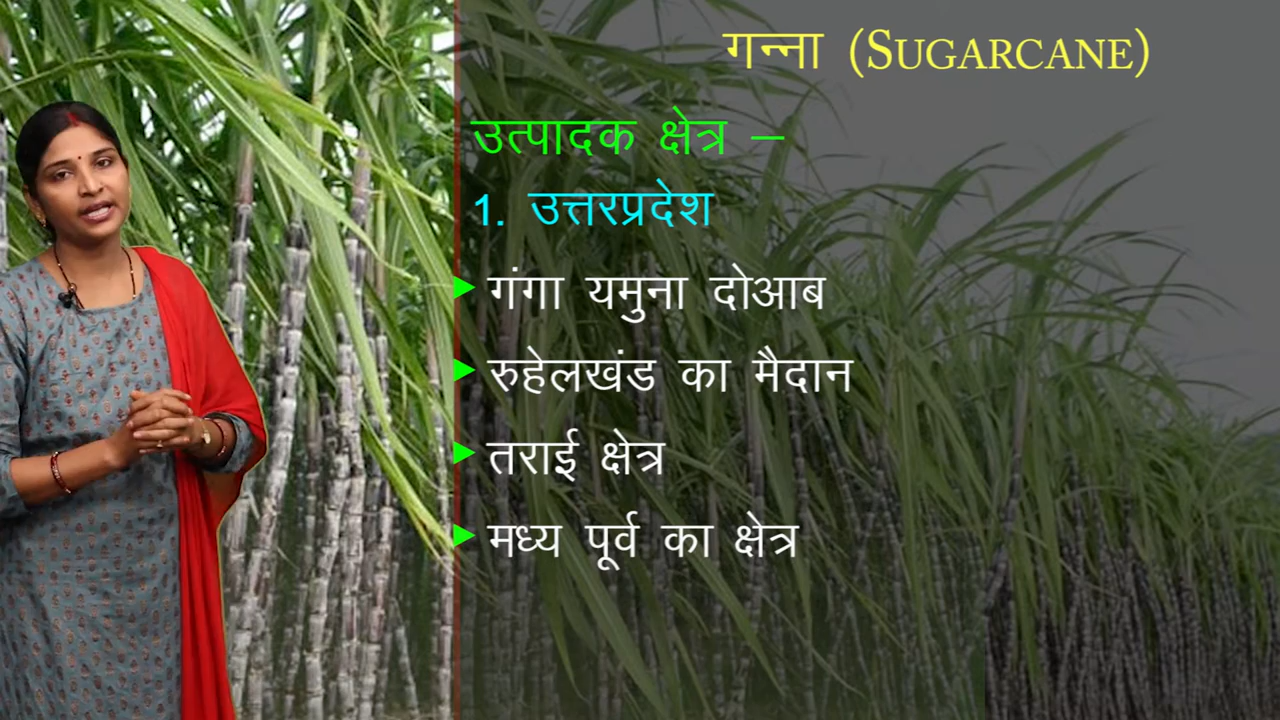 गन्ना (SUGARCANE)
उत्पादक क्षेत्र –
1. उत्तरप्रदेश
गंगा यमुना दोआब
रुहेलखंड का मैदान
तराई क्षेत्र
मध्य पूर्व का क्षेत्र